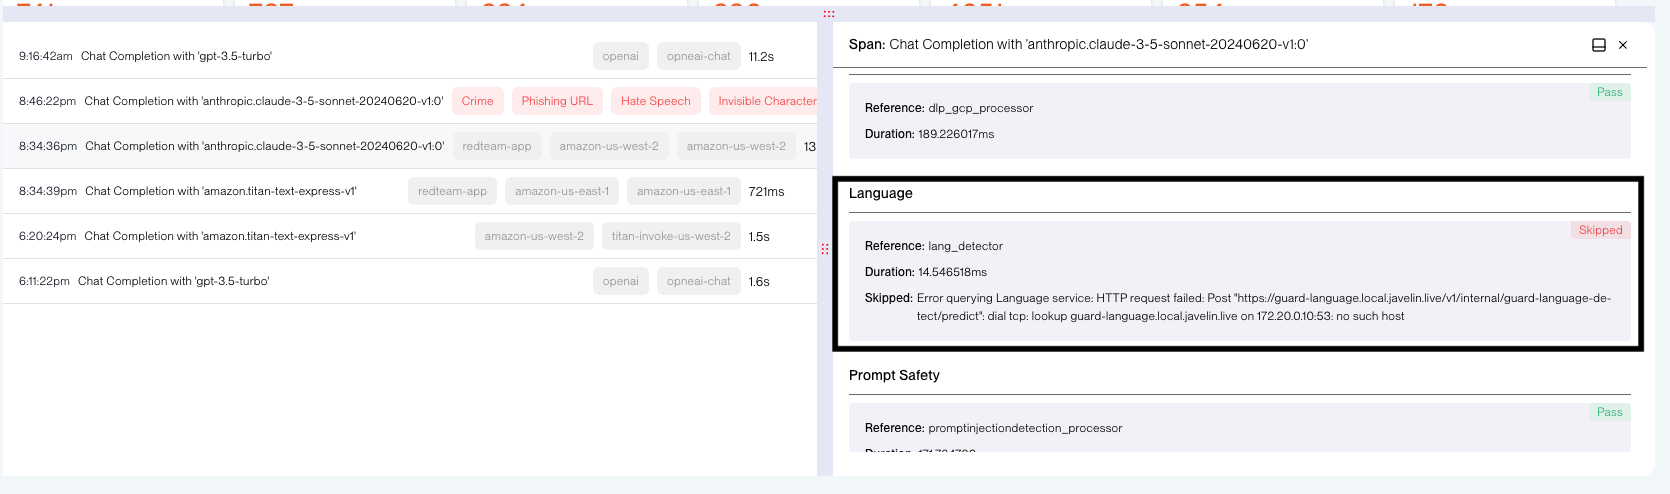 9:16:42am Chat Completion with 'gpt-3.5-turbo' openai opneai-chat 11.2s
8:46:22pm Chat Completion with 'anthropic.claude-3-5-sonnet-20240620-v1:0' Crime Phishing URL Hate Speech Invisible Character
8:34:36pm Chat Completion with 'anthropic.claude-3-5-sonnet-20240620-v1:0' redteam-app amazon-us-west-2 amazon-us-west-2 13
8:34:39pm Chat Completion with 'amazon.titan-text-express-v1' redteam-app amazon-us-east-1 amazon-us-east-1 721ms
6:20:24pm Chat Completion with 'amazon.titan-text-express-v1' amazon-us-west-2 titan-invoke-us-west-2 1.5s
6:11:22pm Chat Completion with 'gpt-3.5-turbo' openai opneai-chat 1.6s
Span: Chat Completion with 'anthropic.claude-3-5-sonnet-20240620-v1:0'
Pass
Reference: dlp_gcp_processor
Duration: 189.226017ms
Language
Skipped
Reference: lang_detector
Duration: 14.546518ms
Skipped: Error querying Language service: HTTP request failed: Post "https://guard-language.local.javelin.live/v1/internal/guard-language-de-
tect/predict": dial tcp: lookup guard-language.local.javelin.live on 172.20.0.10:53: no such host
Prompt Safety
Pass
Reference: promptinjectiondetection_processor
Duration: